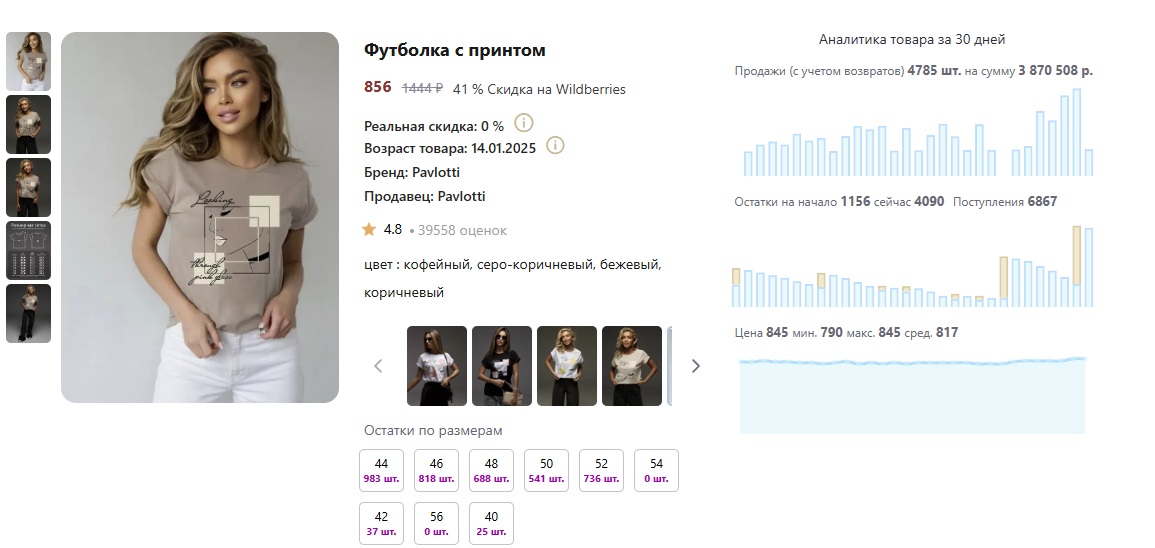 Футболка с принтом
856 1444 ₽ 41 % Скидка на Wildberries
Реальная скидка: 0 %
Возраст товара: 14.01.2025
Бренд: Pavlotti
Продавец: Pavlotti
4.8 • 39558 оценок
цвет : кофейный, серо-коричневый, бежевый,
коричневый
Остатки по размерам
44 46 48 50 52 54
983 шт. 818 шт. 688 шт. 541 шт. 736 шт. 0 шт.
42 56 40
37 шт. 0 шт. 25 шт.
Looking
through
pink glass
Аналитика товара за 30 дней
Продажи (с учетом возвратов) 4785 шт. на сумму 3 870 508 р.
Остатки на начало 1156 сейчас 4090 Поступления 6867
Цена 845 мин. 790 макс. 845 сред. 817